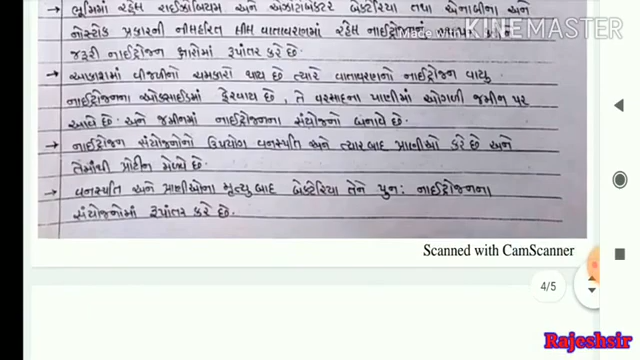 → ભૂમિમાં રહેલ રાઈઝોબિયમ અને એઝોટોબેક્ટર બેક્ટેરિયા તથા એનાબીના અને
નોસ્ટોક પ્રકારની નીલહરિત લીલ વાતાવરણમાં રહેલ નાઈટ્રોજનનું
જરૂરી નાઈટ્રોજન ક્ષારોમાં રૂપાંતર કરે છે.
→ આકાશમાં વીજળીનો ચમકારો થાય છે ત્યારે વાતાવરણનો નાઈટ્રોજન વાયુ
નાઈટ્રોજનના ઓક્સાઈડમાં ફેરવાય છે, તે વરસાદના પાણીમાં ઓગળી જમીન પર
આવે છે. અને જમીનમાં નાઈટ્રોજનના સંયોજનો બનાવે છે.
→ નાઈટ્રોજન સંયોજનોનો ઉપયોગ વનસ્પતિ અને ત્યારબાદ પ્રાણીઓ કરે છે અને
તેમાંથી પ્રોટીન મેળવે છે.
→ વનસ્પતિ અને પ્રાણીઓના મૃત્યુ બાદ બેક્ટેરિયા તેને પુનઃ નાઈટ્રોજનના
સંયોજનોમાં રૂપાંતર કરે છે.
Made with
KINEMASTER
Scanned with CamScanner
4/5
Rajeshsir